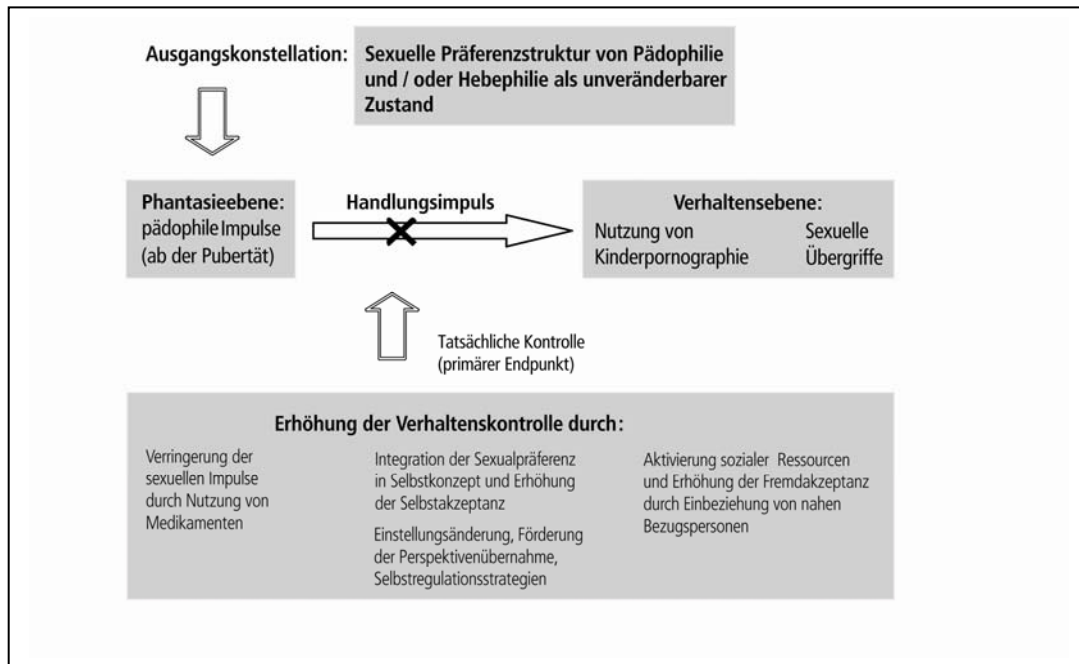 Ausgangskonstellation:
Sexuelle Präferenzstruktur von Pädophilie
und / oder Hebephilie als unveränderbarer
Zustand
Phantasieebene:
pädophile Impulse
(ab der Pubertät)
Handlungsimpuls
Verhaltensebene:
Nutzung von
Kinderpornographie
Sexuelle
Übergriffe
Tatsächliche Kontrolle
(primärer Endpunkt)
Erhöhung der Verhaltenskontrolle durch:
Verringerung der
sexuellen Impulse
durch Nutzung von
Medikamenten
Integration der Sexualpräferenz
in Selbstkonzept und Erhöhung
der Selbstakzeptanz
Einstellungsänderung, Förderung
der Perspektivenübernahme,
Selbstregulationsstrategien
Aktivierung sozialer Ressourcen
und Erhöhung der Fremdakzeptanz
durch Einbeziehung von nahen
Bezugspersonen